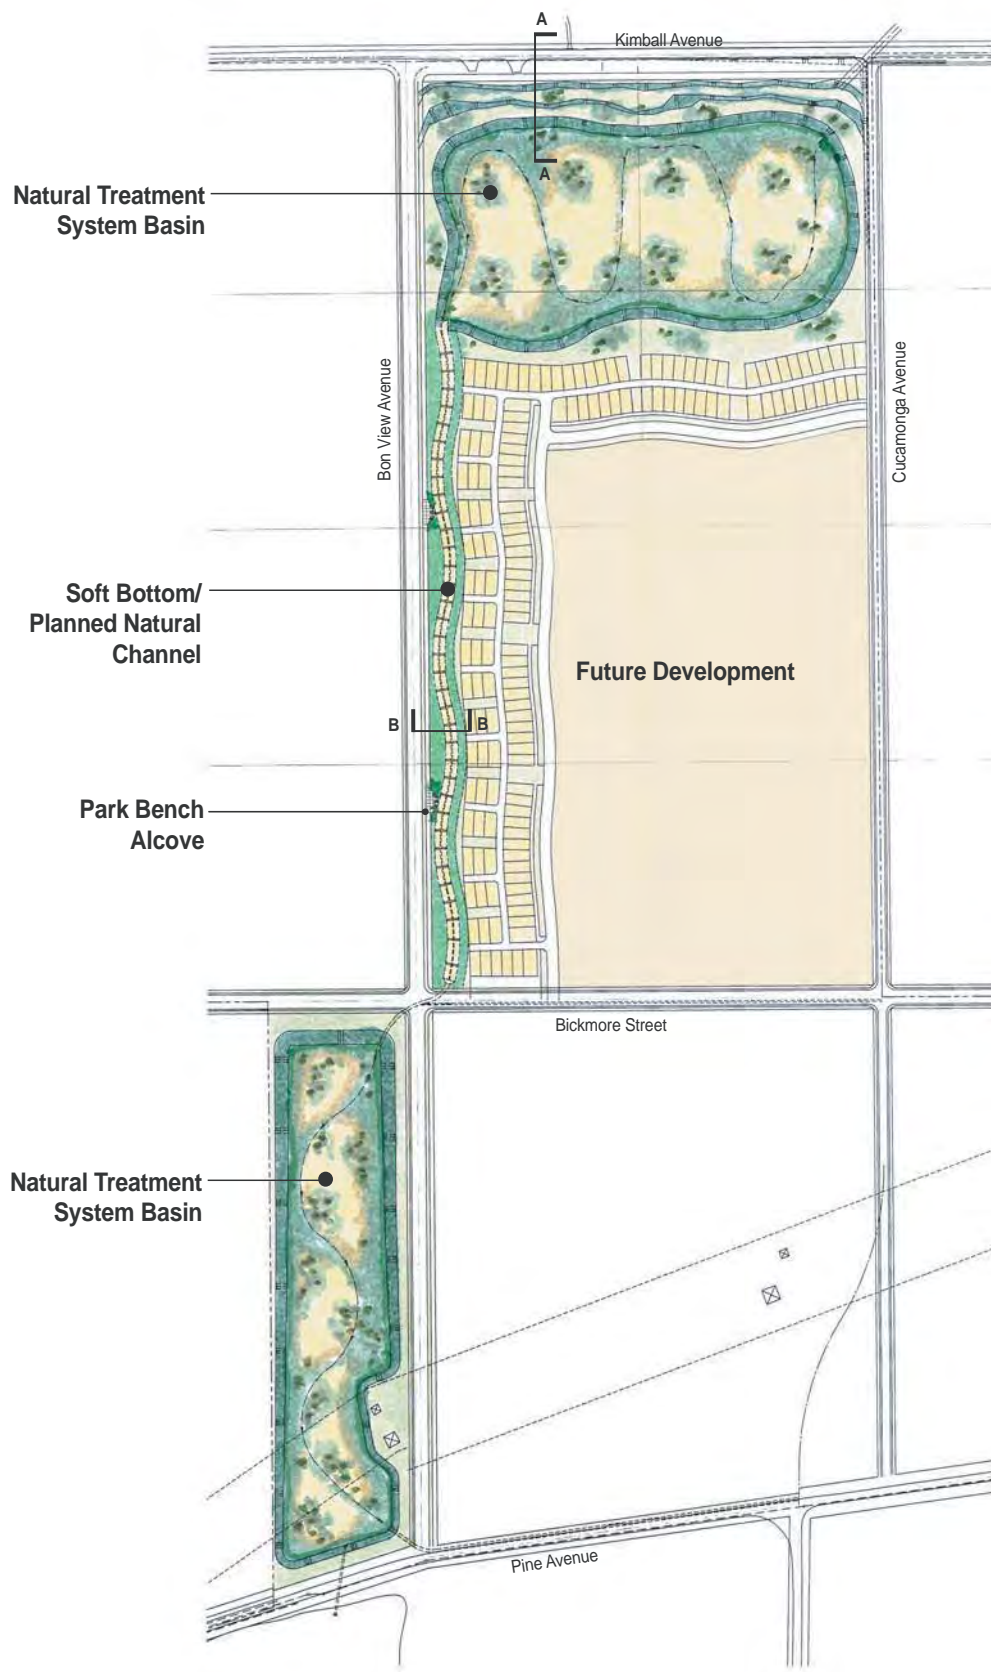 A
Kimball Avenue
A
Natural Treatment
System Basin
Bon View Avenue
Cucamonga Avenue
Soft Bottom/
Planned Natural
Channel
Future Development
B
B
Park Bench
Alcove
Bickmore Street
Natural Treatment
System Basin
Pine Avenue